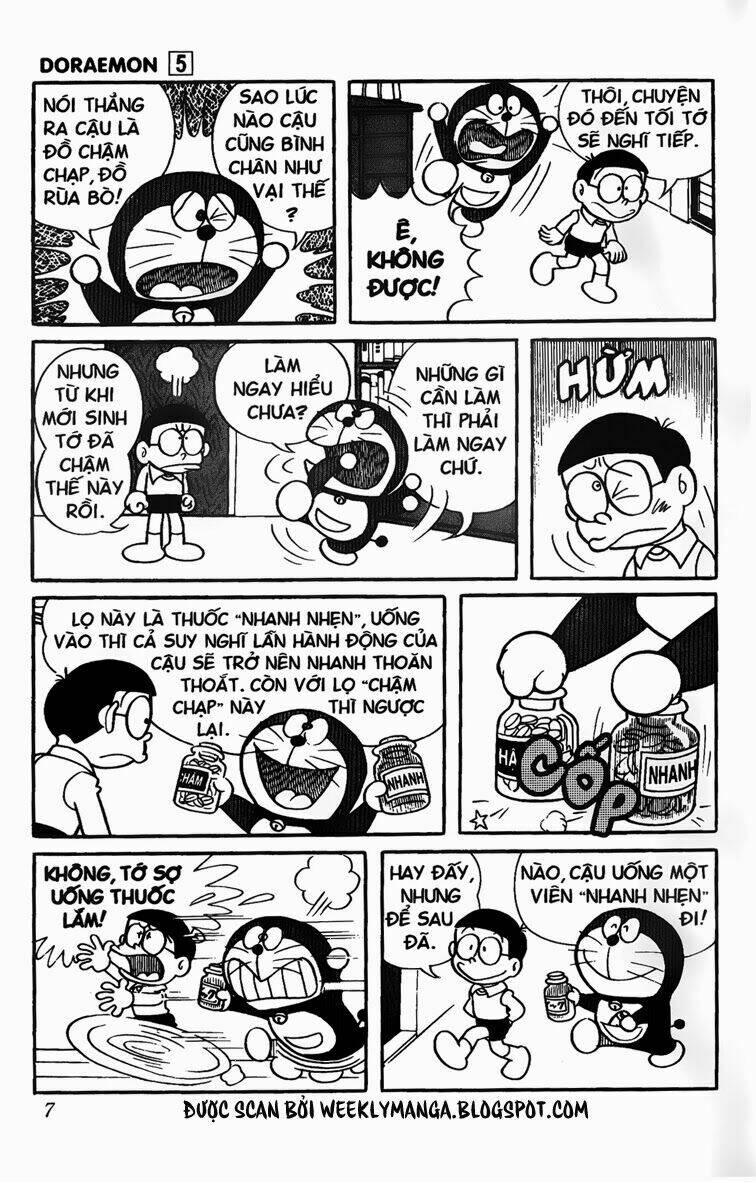 DORAEMON 5
THÔI, CHUYỆN
ĐÓ ĐẾN TỐI TỚ
SẼ NGHĨ TIẾP.
Ê,
KHÔNG
ĐƯỢC!
SAO LÚC
NÀO CẬU
CŨNG BÌNH
CHÂN NHƯ
VẠI THẾ
?
NÓI THẲNG
RA CẬU LÀ
ĐỒ CHẬM
CHẠP, ĐỒ
RÙA BÒ!
HỪM
NHỮNG GÌ
CẦN LÀM
THÌ PHẢI
LÀM NGAY
CHỨ.
LÀM
NGAY HIỂU
CHƯA?
NHƯNG
TỪ KHI
MỚI SINH
TỚ ĐÃ
CHẬM
THẾ NÀY
RỒI.
CỐP
NHANH
HẬ
LỌ NÀY LÀ THUỐC "NHANH NHẸN", UỐNG
VÀO THÌ CẢ SUY NGHĨ LẪN HÀNH ĐỘNG CỦA
CẬU SẼ TRỞ NÊN NHANH THOĂN
THOẮT. CÒN VỚI LỌ "CHẬM
CHẠP" NÀY THÌ NGƯỢC
LẠI.
CHẬM
NHANH
NÀO, CẬU UỐNG MỘT
VIÊN "NHANH NHẸN"
ĐI!
HAY ĐẤY,
NHƯNG
ĐỂ SAU
ĐÃ.
KHÔNG, TỚ SỢ
UỐNG THUỐC
LẮM!
7
ĐƯỢC SCAN BỞI WEEKLYMANGA.BLOGSPOT.COM